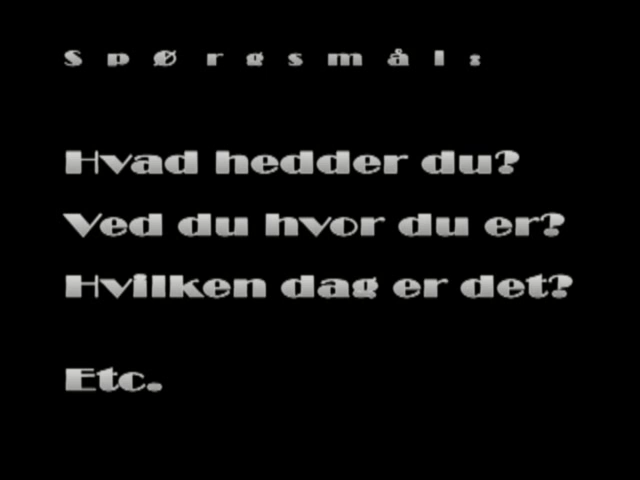 SpØrgsmål:
Hvad hedder du?
Ved du hvor du er?
Hvilken dag er det?
Etc.